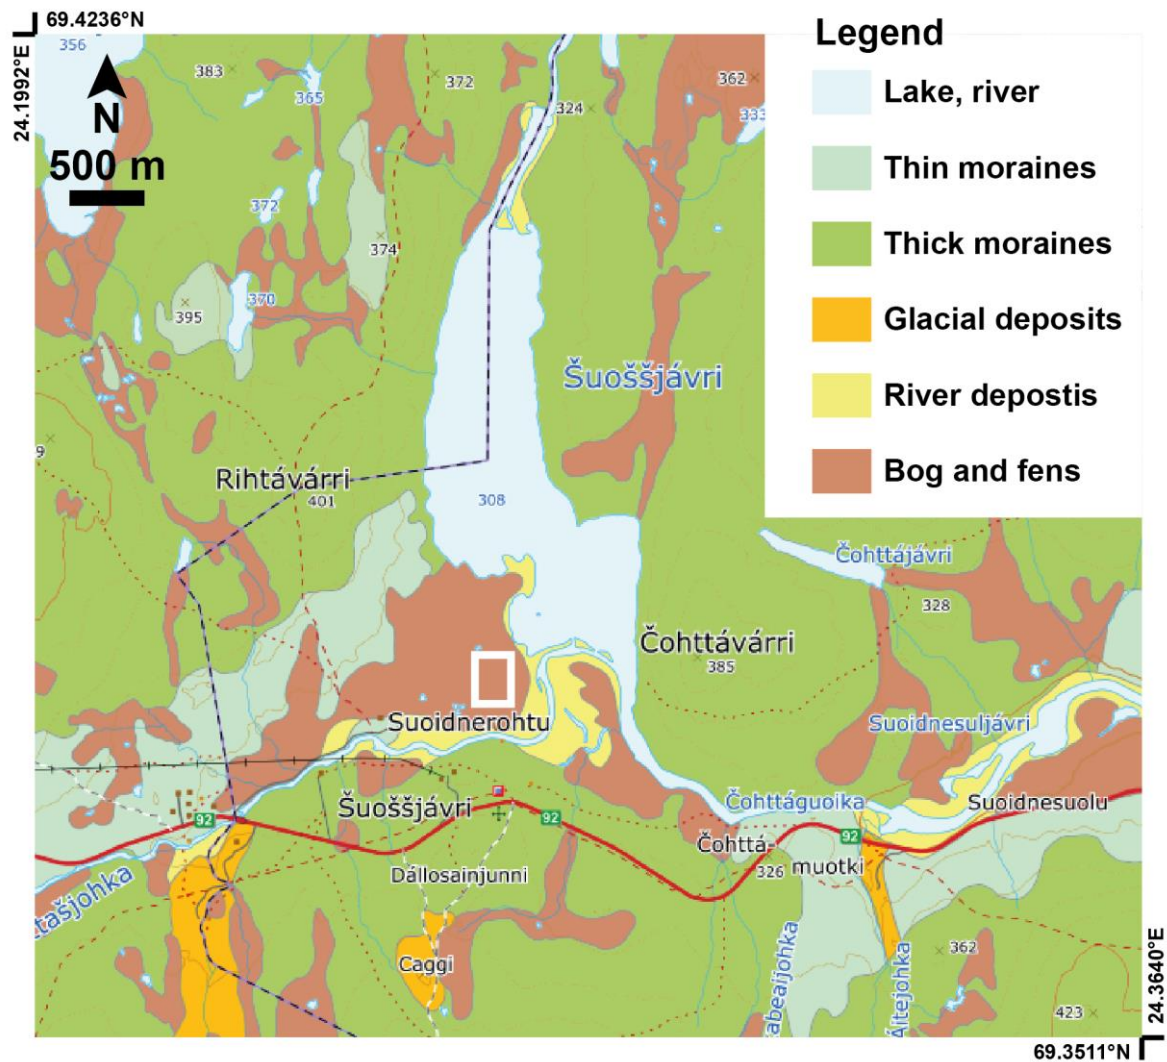 69.4236°N
24.1992°E
356
N
500 m
383
365
372
372
374
395
370
324
362
333
Legend
Lake, river
Thin moraines
Thick moraines
Glacial deposits
River depostis
Bog and fens
Šuoššjávri
9
Rihtávárri
401
308
Čohttájávri
328
Čohttávárri
385
Suoidnerohtu
Suoidnesuljávri
Šuoššjávri
92
92
92
Čohttáguoika
Suoidnesuolu
Čohttá-
326
muotki
Dállosainjunni
Caggi
tašjohka
abeaijohka
Áitejohka
362
423
24.3640°E
69.3511°N